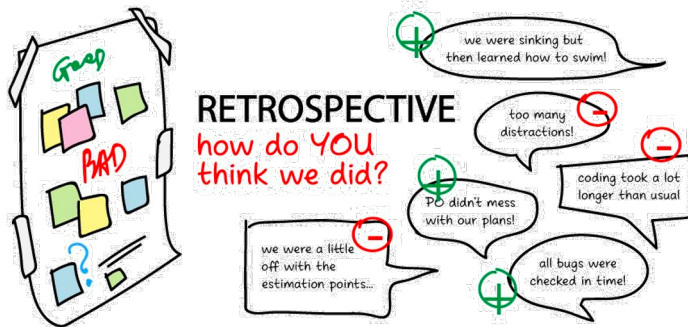 GOOD
BAD
?
RETROSPECTIVE
how do YOU
think we did?
+
we were sinking but
then learned how to swim!
-
too many
distractions!
-
coding took a lot
longer than usual
+
PO didn't mess
with our plans!
-
we were a little
off with the
estimation points...
+
all bugs were
checked in time!